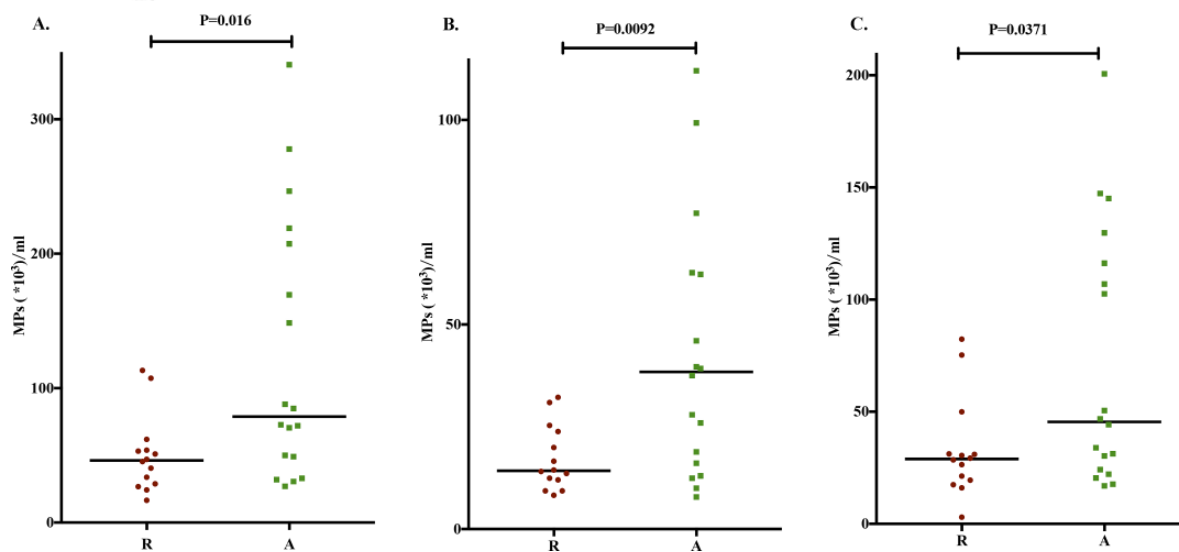 A.
P=0.016
300
200
100
0
MPs ( *10³)/ml
R
A
B.
P=0.0092
100
50
0
MPs ( *10³)/ml
R
A
C.
P=0.0371
200
150
100
50
0
MPs ( *10³)/ml
R
A